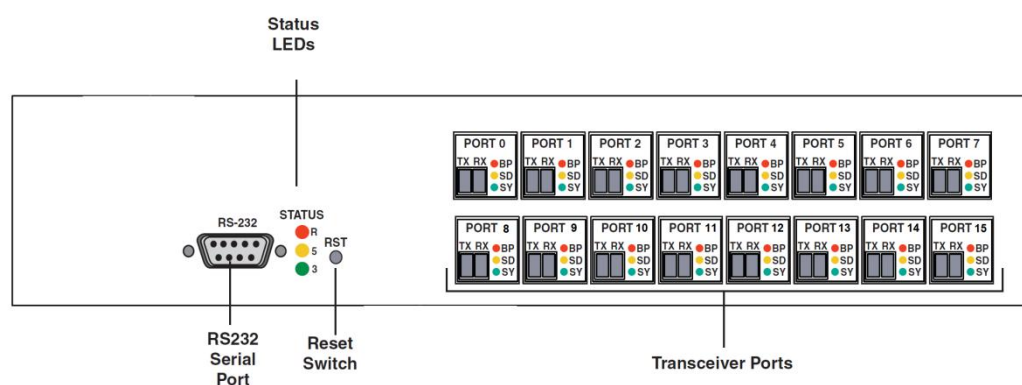 Status
LEDs
PORT 0 PORT 1 PORT 2 PORT 3 PORT 4 PORT 5 PORT 6 PORT 7
TX RX BP TX RX BP TX RX BP TX RX BP TX RX BP TX RX BP TX RX BP TX RX BP
SD SD SD SD SD SD SD SD
SY SY SY SY SY SY SY SY
RS-232
STATUS
R
5
3
RST
PORT 8 PORT 9 PORT 10 PORT 11 PORT 12 PORT 13 PORT 14 PORT 15
TX RX BP TX RX BP TX RX BP TX RX BP TX RX BP TX RX BP TX RX BP TX RX BP
SD SD SD SD SD SD SD SD
SY SY SY SY SY SY SY SY
RS232
Serial
Port
Reset
Switch
Transceiver Ports